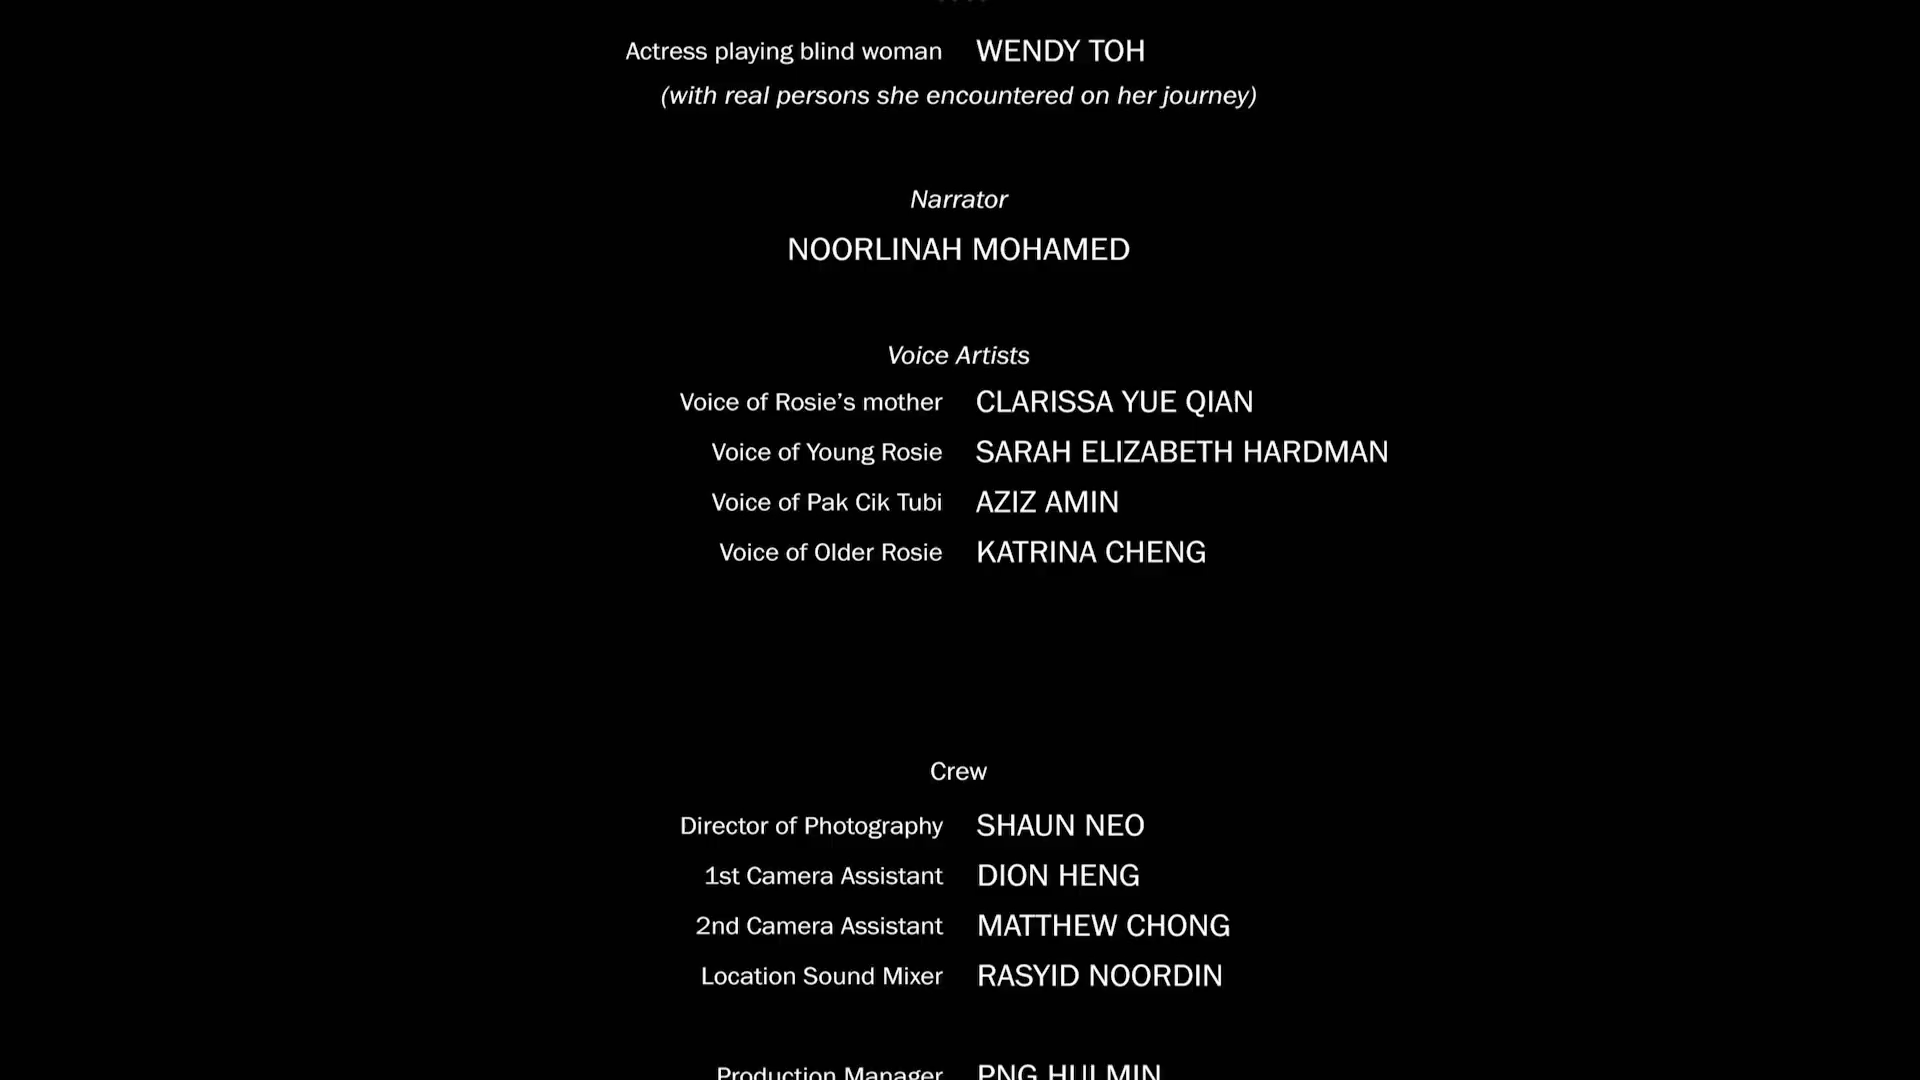 Actress playing blind woman WENDY TOH
(with real persons she encountered on her journey)
Narrator
NOORLINAH MOHAMED
Voice Artists
Voice of Rosie’s mother CLARISSA YUE QIAN
Voice of Young Rosie SARAH ELIZABETH HARDMAN
Voice of Pak Cik Tubi AZIZ AMIN
Voice of Older Rosie KATRINA CHENG
Crew
Director of Photography SHAUN NEO
1st Camera Assistant DION HENG
2nd Camera Assistant MATTHEW CHONG
Location Sound Mixer RASYID NOORDIN
Production Manager PNG HUI MIN